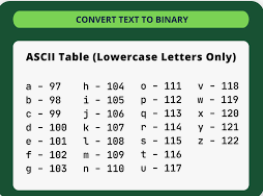 CONVERT TEXT TO BINARY
ASCII Table (Lowercase Letters Only)
a - 97 h - 104 o - 111 v - 118
b - 98 i - 105 p - 112 w - 119
c - 99 j - 106 q - 113 x - 120
d - 100 k - 107 r - 114 y - 121
e - 101 l - 108 s - 115 z - 122
f - 102 m - 109 t - 116
g - 103 n - 110 u - 117